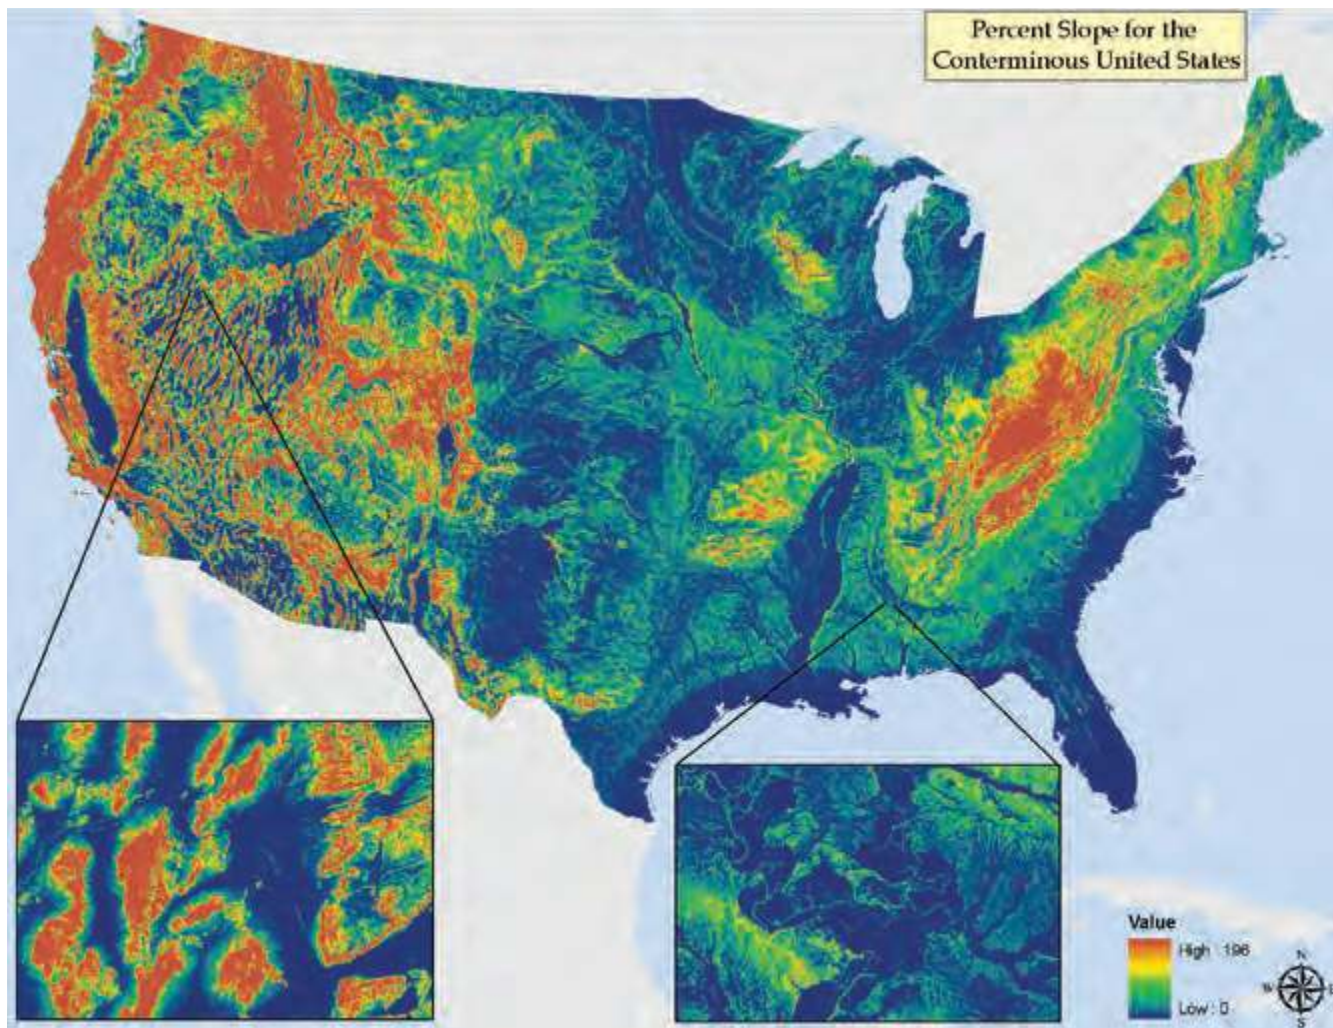 Percent Slope for the
Conterminous United States
Value
High : 196
Low : 0
N
W
E
S